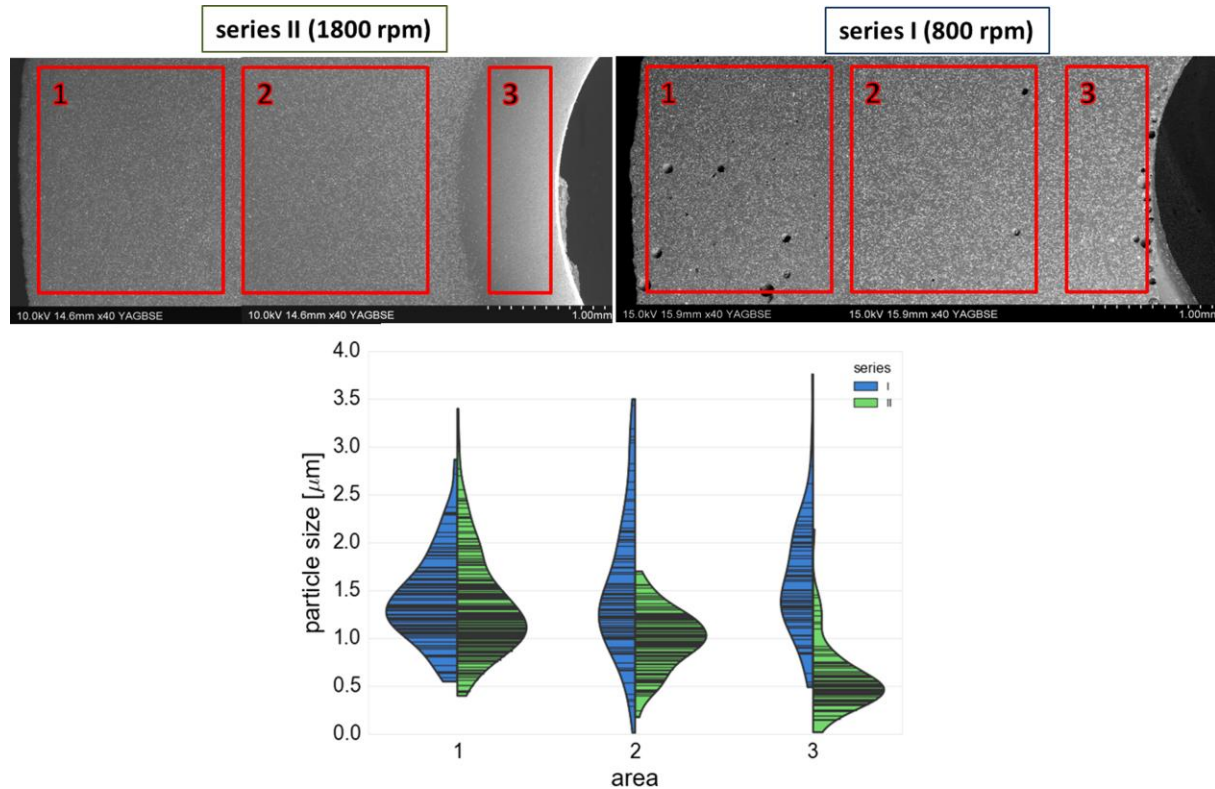 series II (1800 rpm)
series I (800 rpm)
1
2
3
1
2
3
10.0kV 14.6mm x40 YAGBSE
10.0kV 14.6mm x40 YAGBSE
1.00mm
15.0kV 15.9mm x40 YAGBSE
15.0kV 15.9mm x40 YAGBSE
1.00mm
4.0
3.5
3.0
2.5
2.0
1.5
1.0
0.5
0.0
particle size [μm]
series
I
II
1
2
3
area